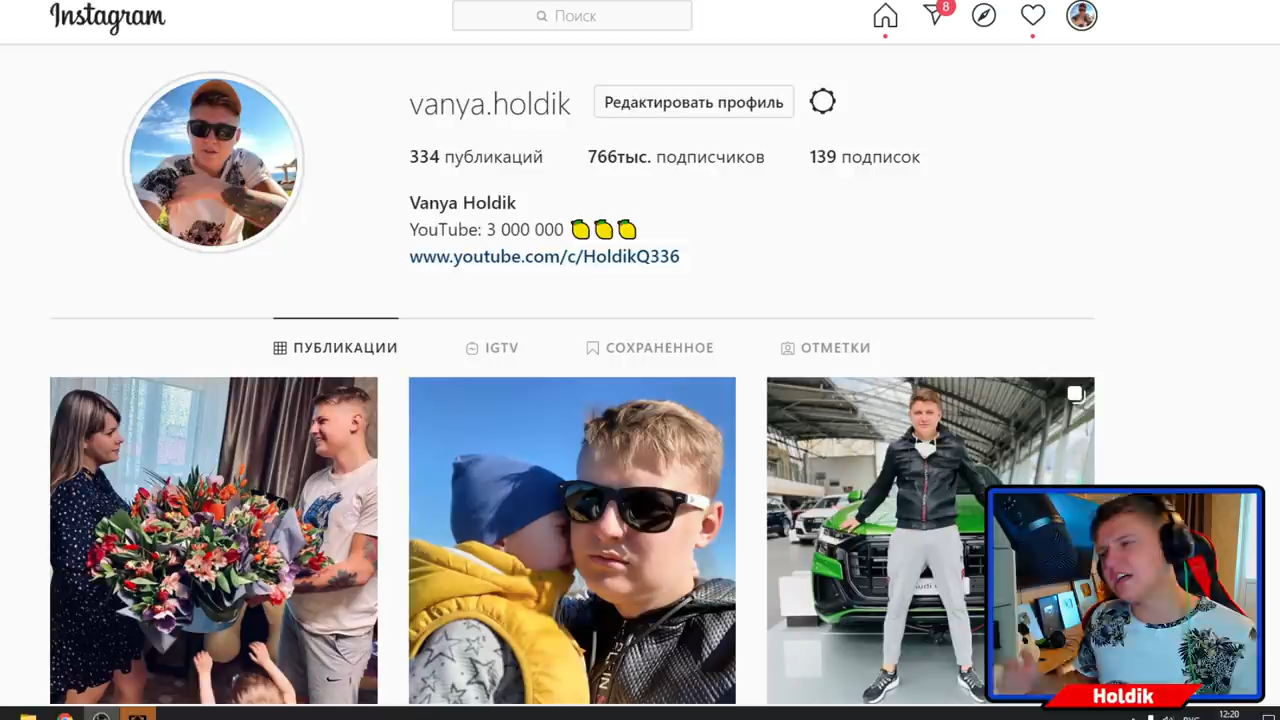 Instagram
Поиск
8
vanya.holdik
Редактировать профиль
334 публикаций
766тыс. подписчиков
139 подписок
Vanya Holdik
YouTube: 3 000 000
www.youtube.com/c/HoldikQ336
ПУБЛИКАЦИИ
IGTV
СОХРАНЕННОЕ
ОТМЕТКИ
Holdik
12:20